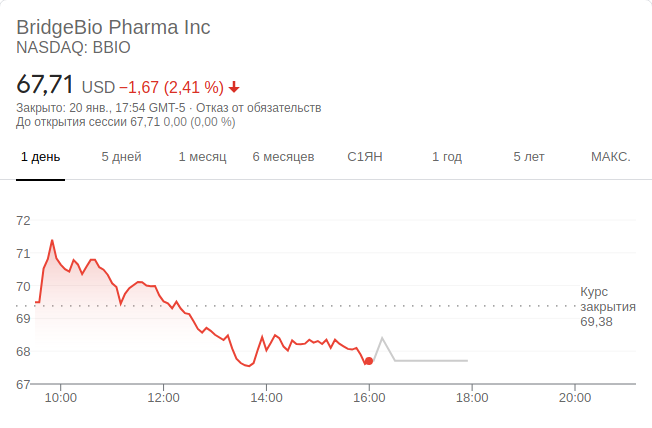 BridgeBio Pharma Inc
NASDAQ: BBIO
67,71 USD −1,67 (2,41 %)
Закрыто: 20 янв., 17:54 GMT-5 · Отказ от обязательств
До открытия сессии 67,71 0,00 (0,00 %)
1 день 5 дней 1 месяц 6 месяцев С1ЯН 1 год 5 лет МАКС.
72
71
70
69
68
67
Курс
закрытия
69,38
10:00 12:00 14:00 16:00 18:00 20:00